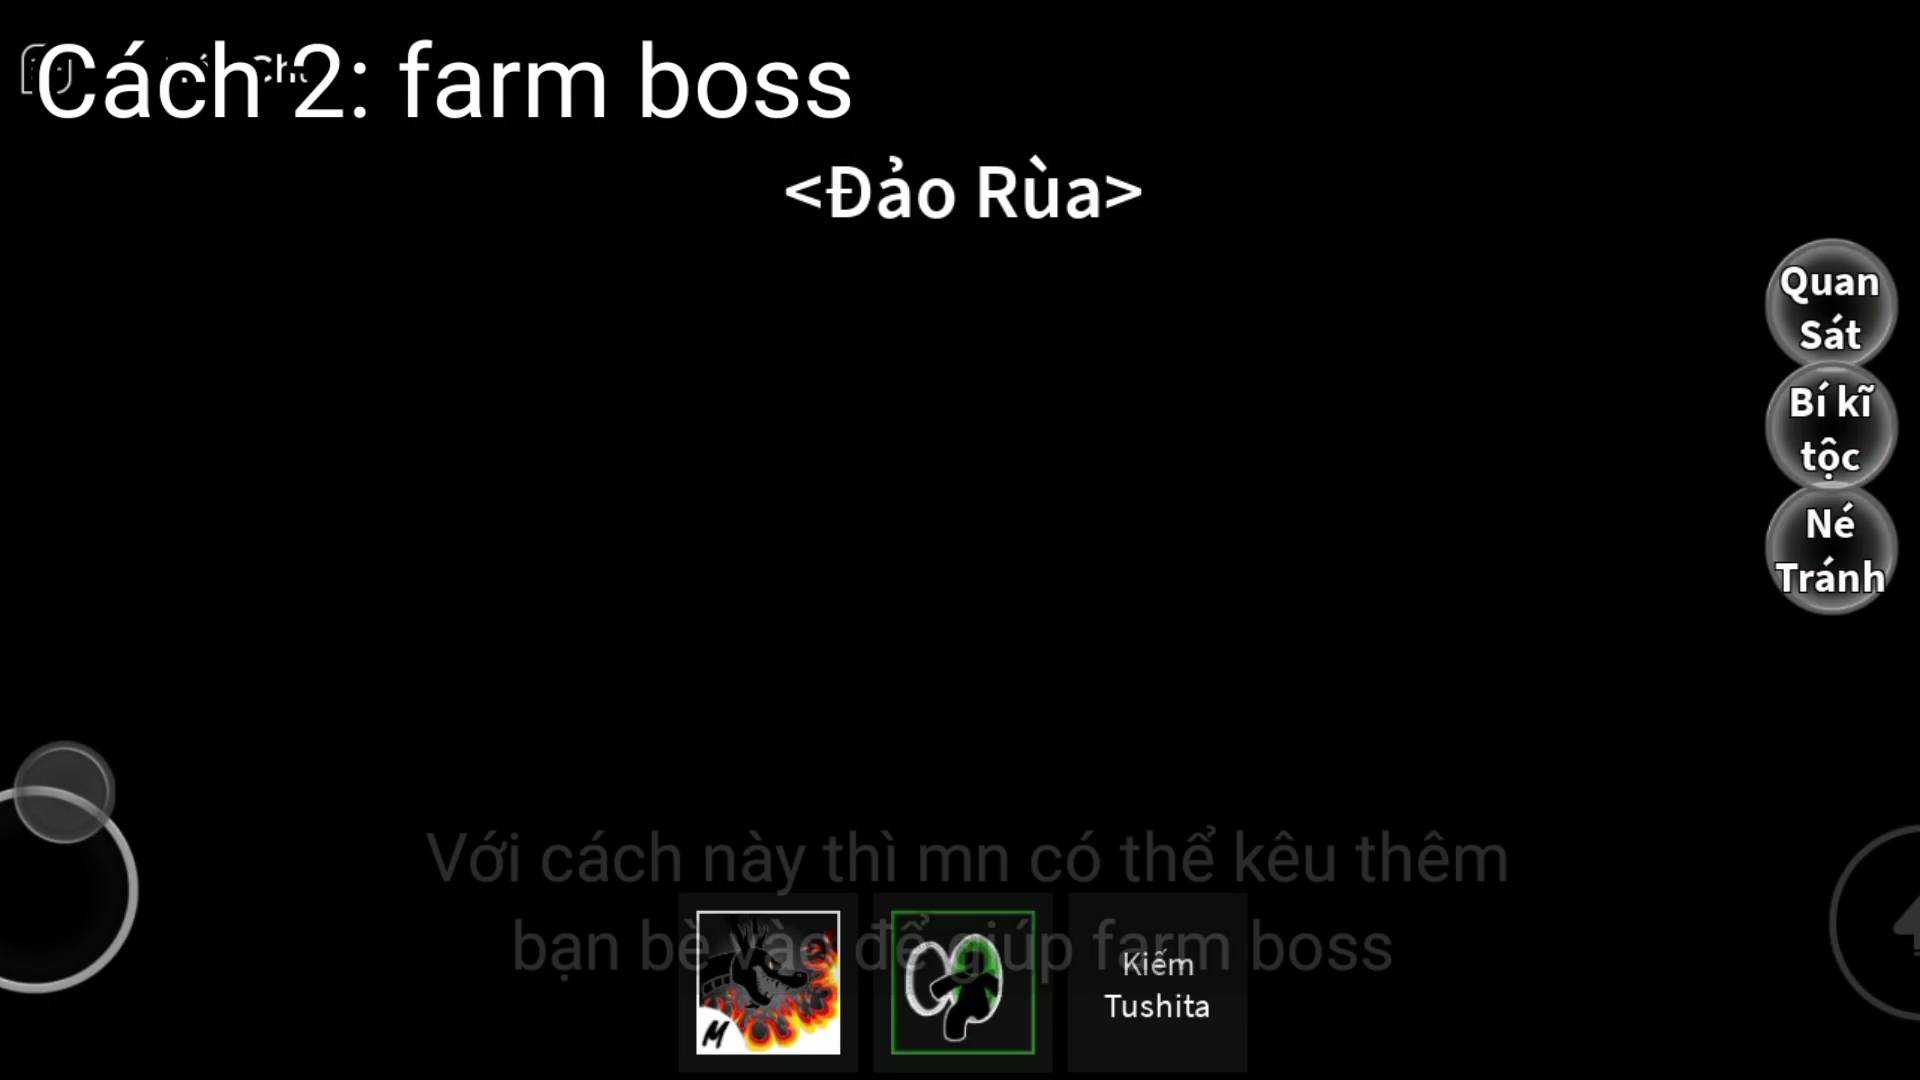 Cách 2: farm boss
<Đảo Rùa>
Quan
Sát
Bí kĩ
tộc
Né
Tránh
Với cách này thì mn có thể kêu thêm
bạn bè vào để giúp farm boss
M
Kiếm
Tushita